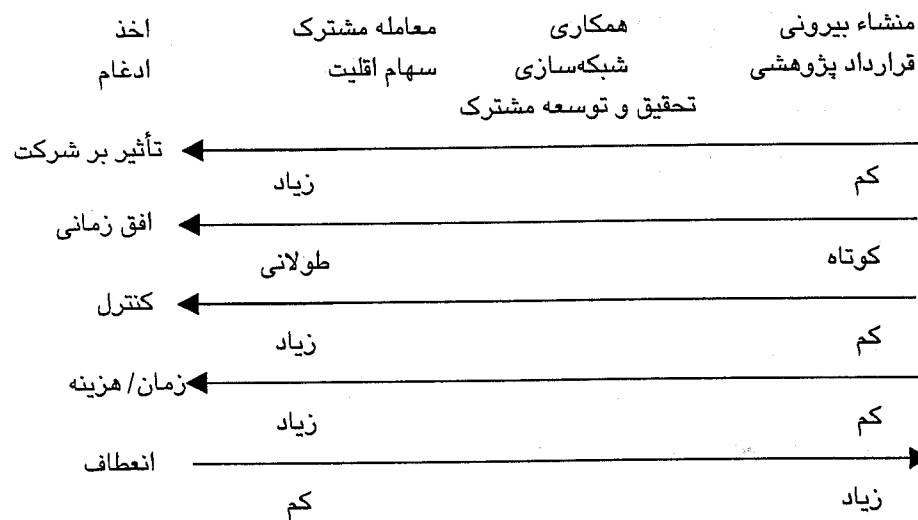 منشاء بیرونی همکاری معامله مشترک اخذ
قرارداد پژوهشی شبکه‌سازی سهام اقلیت ادغام
تحقیق و توسعه مشترک
تأثیر بر شرکت
کم زیاد
افق زمانی
کوتاه طولانی
کنترل
کم زیاد
زمان/هزینه
کم زیاد
انعطاف
زیاد کم